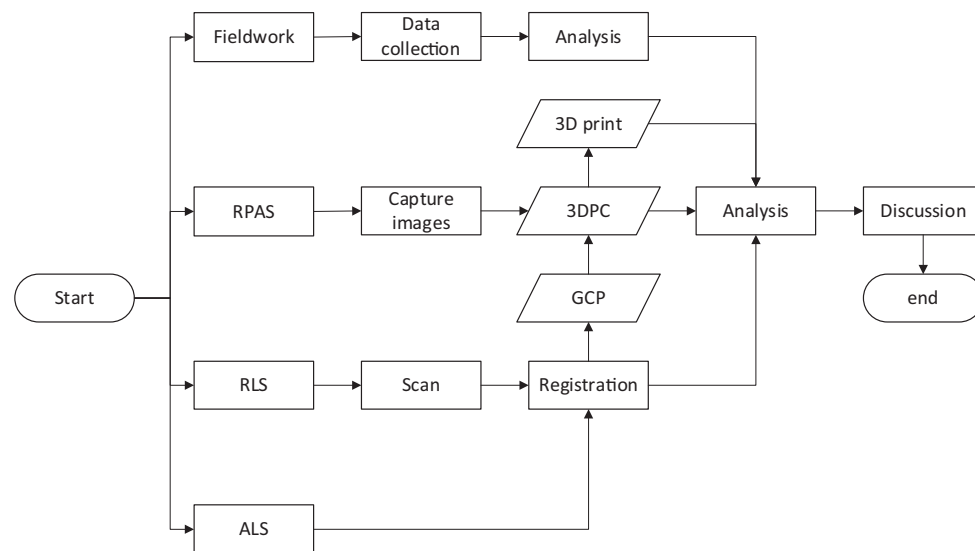 Fieldwork
Data
collection
Analysis
3D print
RPAS
Capture
images
3DPC
Analysis
Discussion
Start
GCP
end
RLS
Scan
Registration
ALS